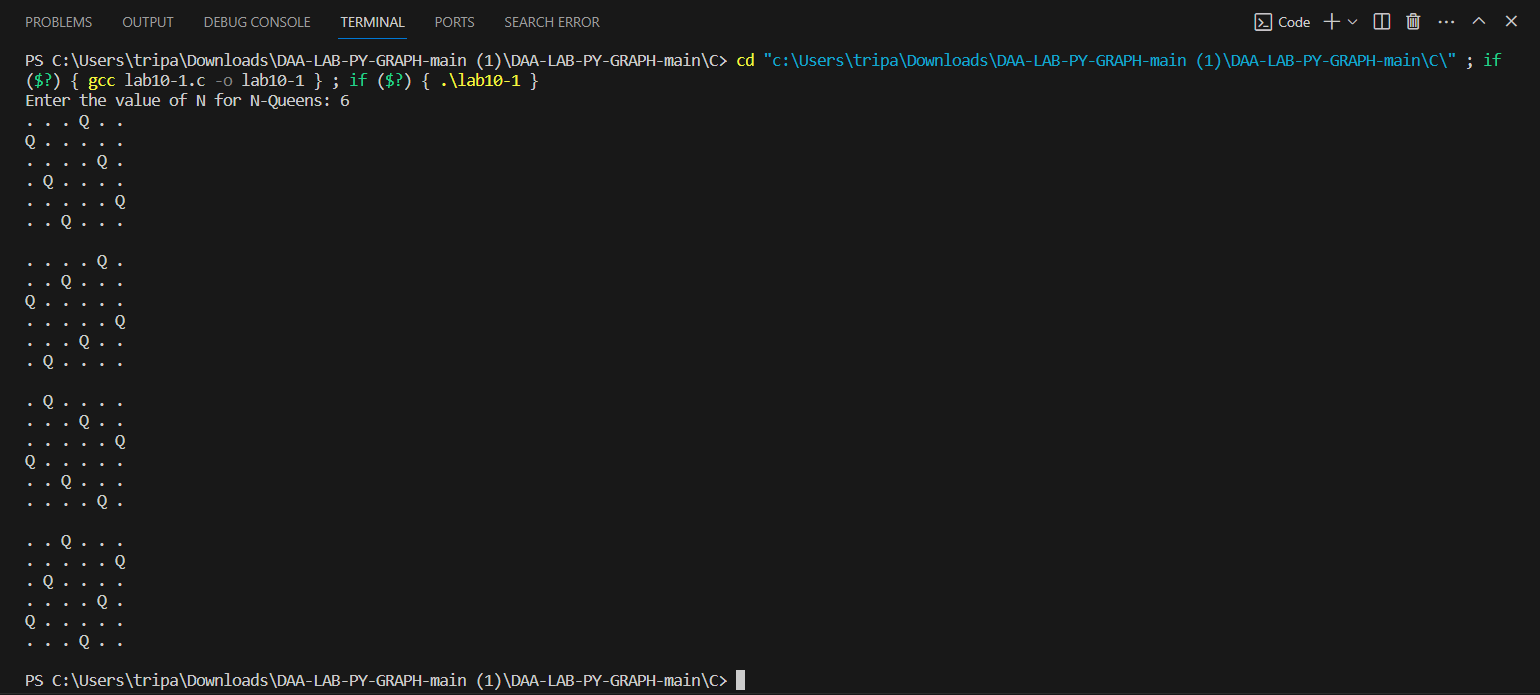 PROBLEMS OUTPUT DEBUG CONSOLE TERMINAL PORTS SEARCH ERROR Code
PS C:\Users\tripa\Downloads\DAA-LAB-PY-GRAPH-main (1)\DAA-LAB-PY-GRAPH-main\C> cd "c:\Users\tripa\Downloads\DAA-LAB-PY-GRAPH-main (1)\DAA-LAB-PY-GRAPH-main\C\" ; if
($?) { gcc lab10-1.c -o lab10-1 } ; if ($?) { .\lab10-1 }
Enter the value of N for N-Queens: 6
. . . Q . .
Q . . . . .
. . . . Q .
. Q . . . .
. . . . . Q
. . Q . . .
. . . . Q .
. . Q . . .
Q . . . . .
. . . . . Q
. . . Q . .
. Q . . . .
. Q . . . .
. . . Q . .
. . . . . Q
Q . . . . .
. . Q . . .
. . . . Q .
. . Q . . .
. . . . . Q
. Q . . . .
. . . . Q .
Q . . . . .
. . . Q . .
PS C:\Users\tripa\Downloads\DAA-LAB-PY-GRAPH-main (1)\DAA-LAB-PY-GRAPH-main\C>